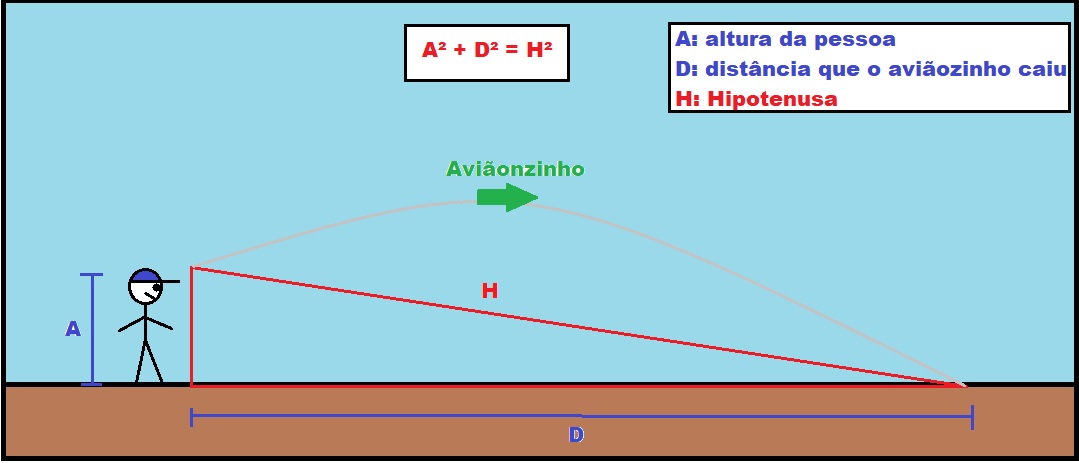 A² + D² = H²
A: altura da pessoa
D: distância que o aviãozinho caiu
H: Hipotenusa
Aviãonzinho
H
A
D